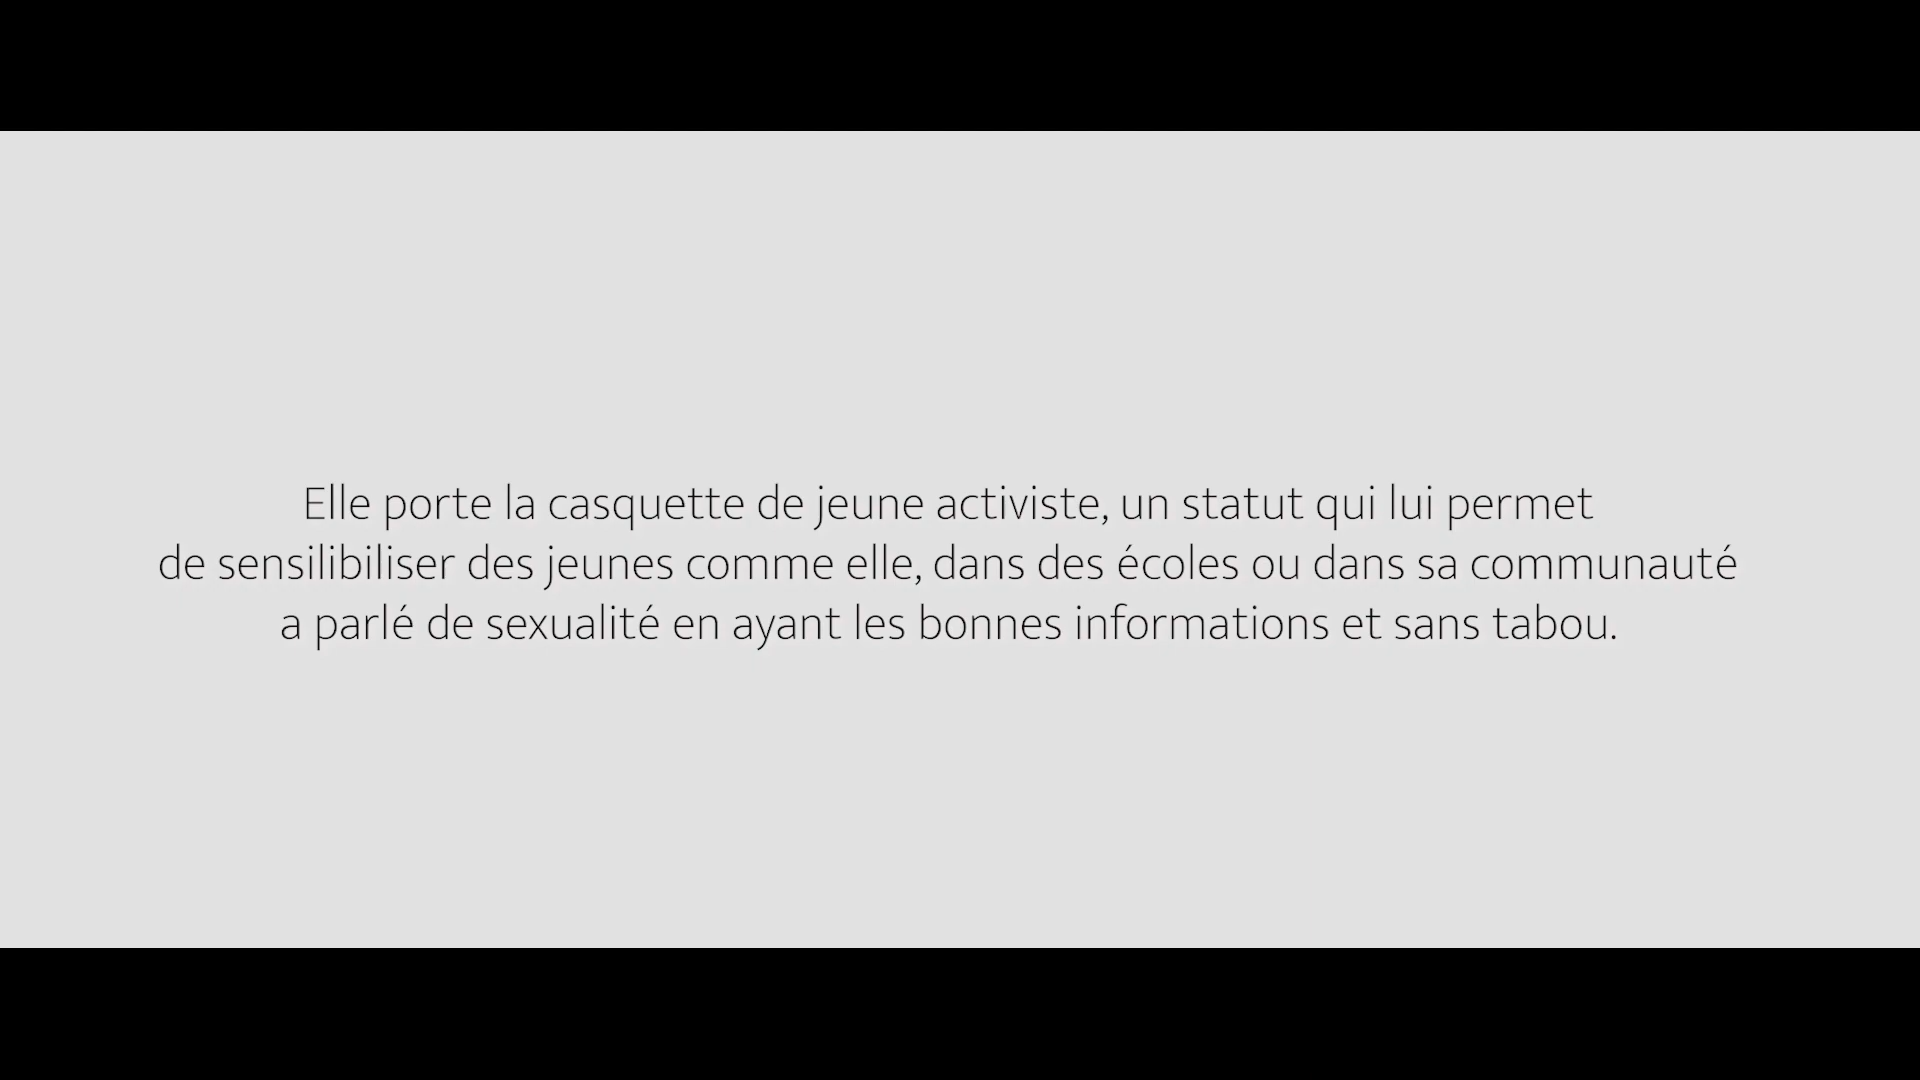 Elle porte la casquette de jeune activiste, un statut qui lui permet
de sensilibiliser des jeunes comme elle, dans des écoles ou dans sa communauté
a parlé de sexualité en ayant les bonnes informations et sans tabou.